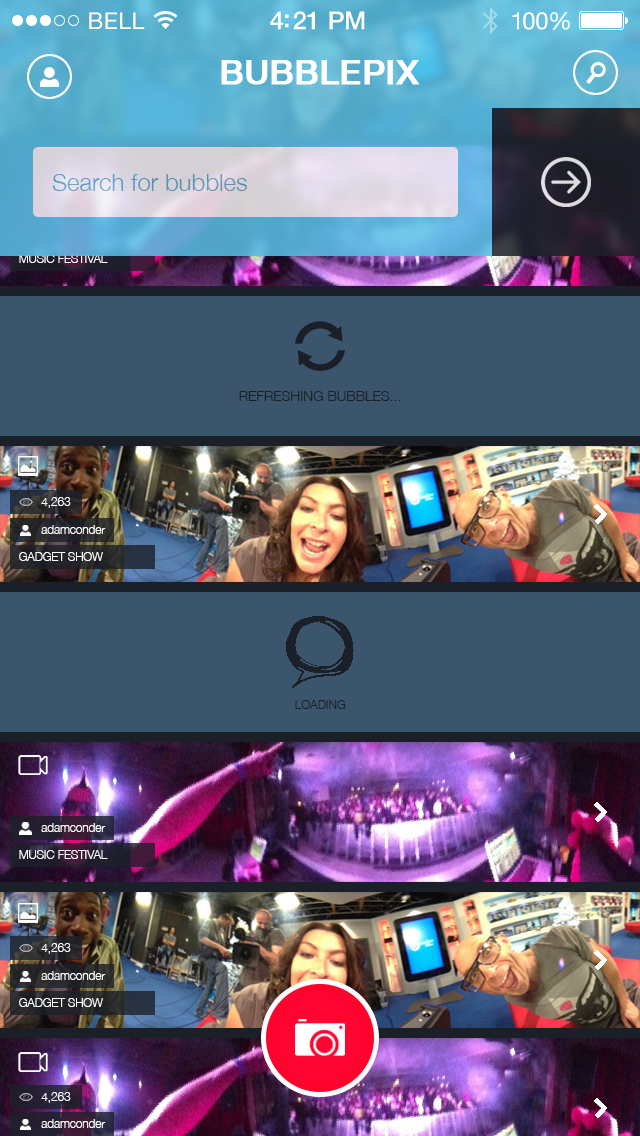 BELL 4:21 PM 100%
BUBBLEPIX
Search for bubbles
MUSIC FESTIVAL
REFRESHING BUBBLES...
4,263
adamconder
GADGET SHOW
LOADING
adamconder
MUSIC FESTIVAL
4,263
adamconder
GADGET SHOW
4,263
adamconder